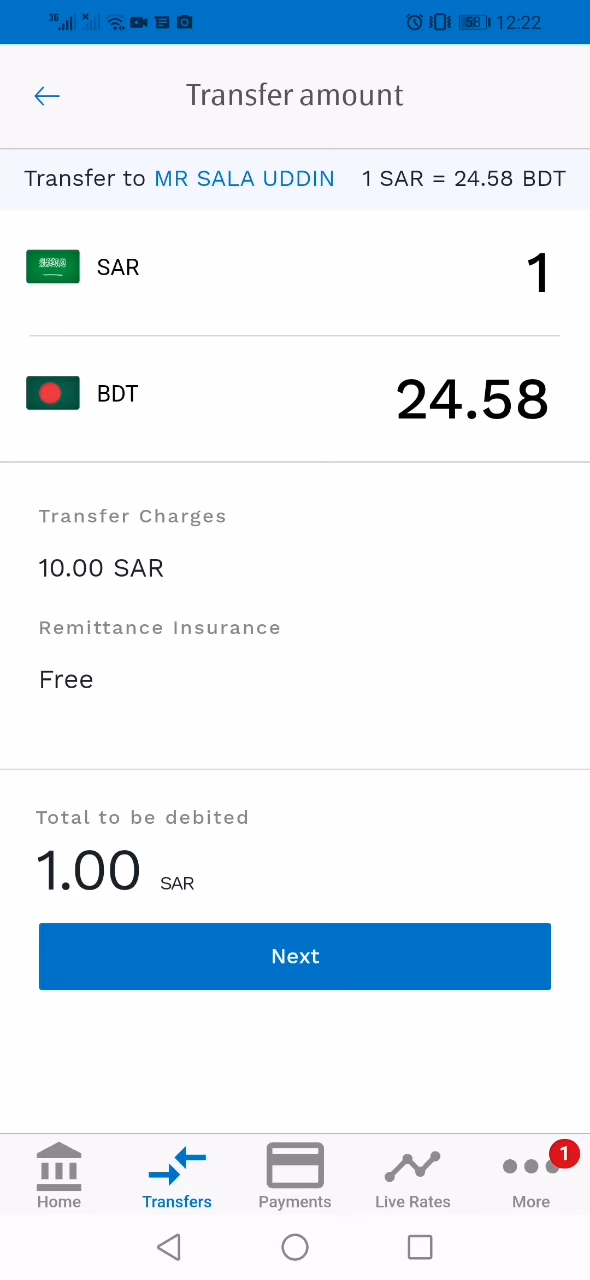 3G 58 12:22
Transfer amount
Transfer to MR SALA UDDIN 1 SAR = 24.58 BDT
SAR 1
BDT 24.58
Transfer Charges
10.00 SAR
Remittance Insurance
Free
Total to be debited
1.00 SAR
Next
1
Home Transfers Payments Live Rates More